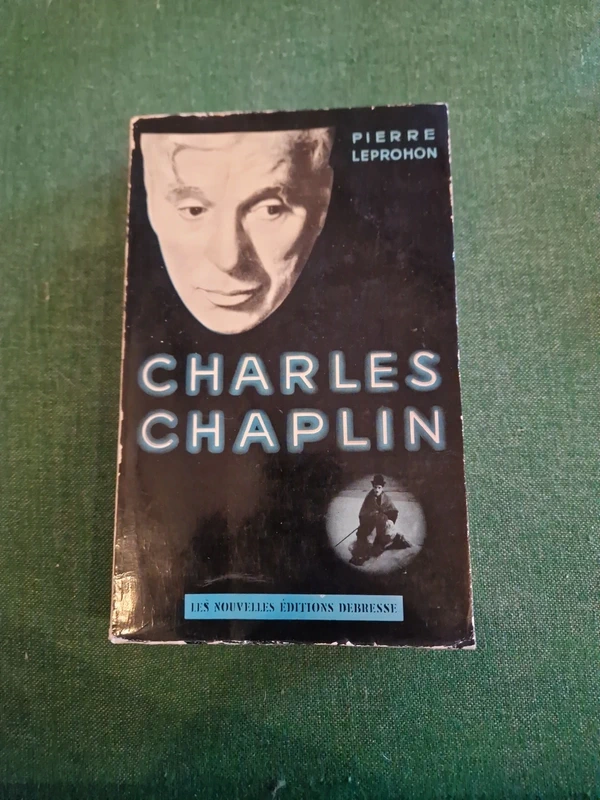 PIERRE
LEPROHON
CHARLES
CHAPLIN
LES NOUVELLES ÉDITIONS DEBRESSE